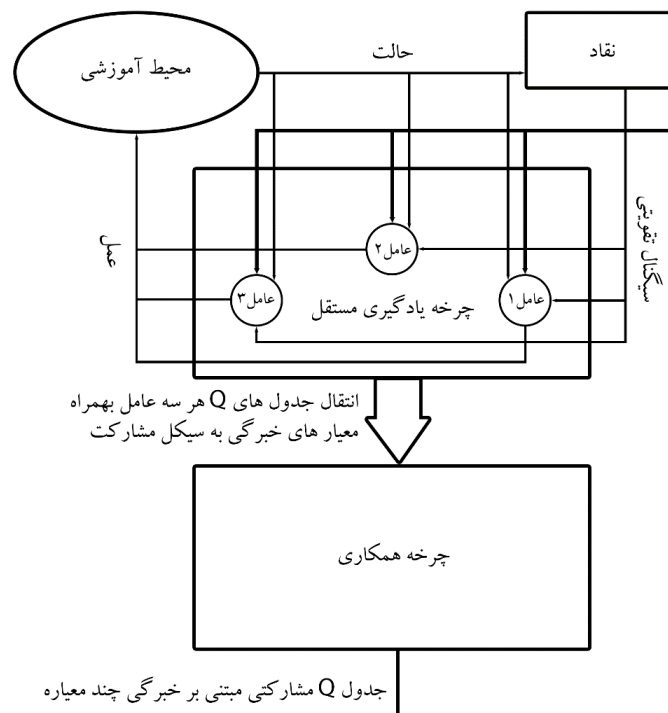 نقاد
حالت
محیط آموزشی
سیگنال تقویتی
عمل
عامل۲
عامل۱
عامل۳
چرخه یادگیری مستقل
انتقال جدول های Q هر سه عامل بهمراه
معیار های خبرگی به سیکل مشارکت
چرخه همکاری
جدول Q مشارکتی مبتنی بر خبرگی چند معیاره